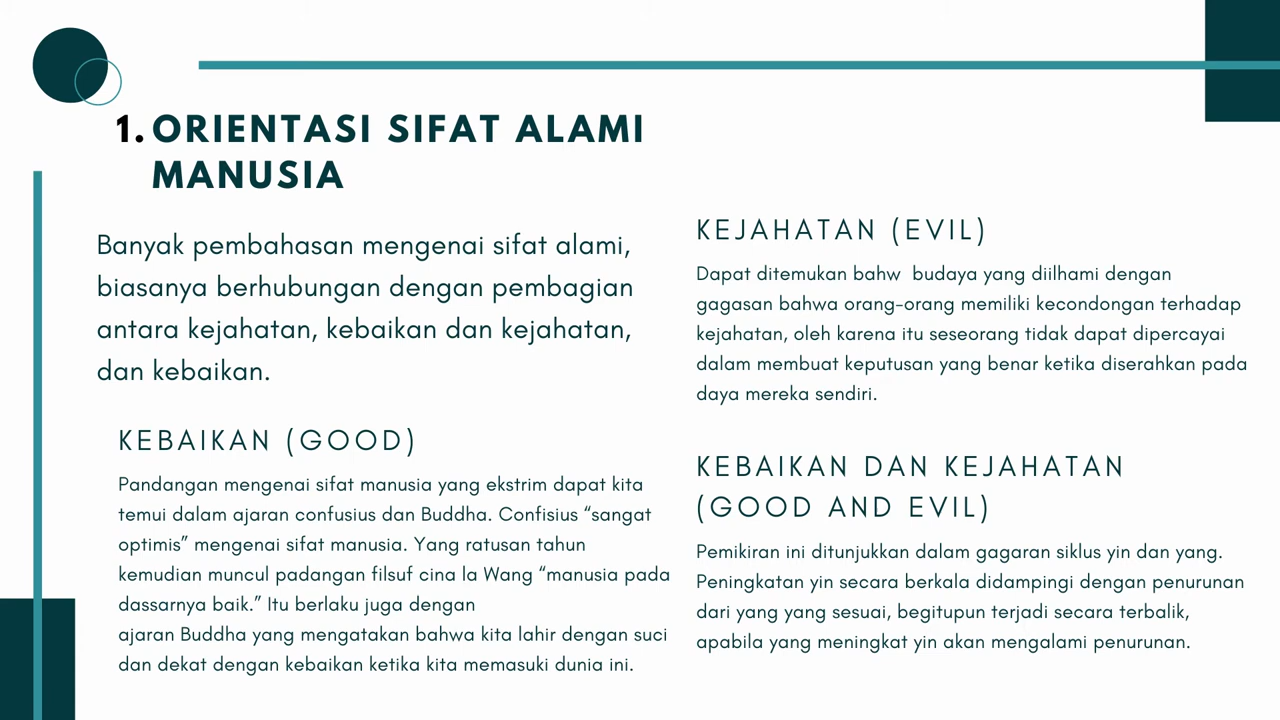 1. ORIENTASI SIFAT ALAMI
MANUSIA
Banyak pembahasan mengenai sifat alami,
biasanya berhubungan dengan pembagian
antara kejahatan, kebaikan dan kejahatan,
dan kebaikan.
KEBAIKAN (GOOD)
Pandangan mengenai sifat manusia yang ekstrim dapat kita
temui dalam ajaran confusius dan Buddha. Confisius “sangat
optimis” mengenai sifat manusia. Yang ratusan tahun
kemudian muncul padangan filsuf cina la Wang “manusia pada
dassarnya baik.” Itu berlaku juga dengan
ajaran Buddha yang mengatakan bahwa kita lahir dengan suci
dan dekat dengan kebaikan ketika kita memasuki dunia ini.
KEJAHATAN (EVIL)
Dapat ditemukan bahw  budaya yang diilhami dengan
gagasan bahwa orang-orang memiliki kecondongan terhadap
kejahatan, oleh karena itu seseorang tidak dapat dipercayai
dalam membuat keputusan yang benar ketika diserahkan pada
daya mereka sendiri.
KEBAIKAN DAN KEJAHATAN
(GOOD AND EVIL)
Pemikiran ini ditunjukkan dalam gagaran siklus yin dan yang.
Peningkatan yin secara berkala didampingi dengan penurunan
dari yang yang sesuai, begitupun terjadi secara terbalik,
apabila yang meningkat yin akan mengalami penurunan.